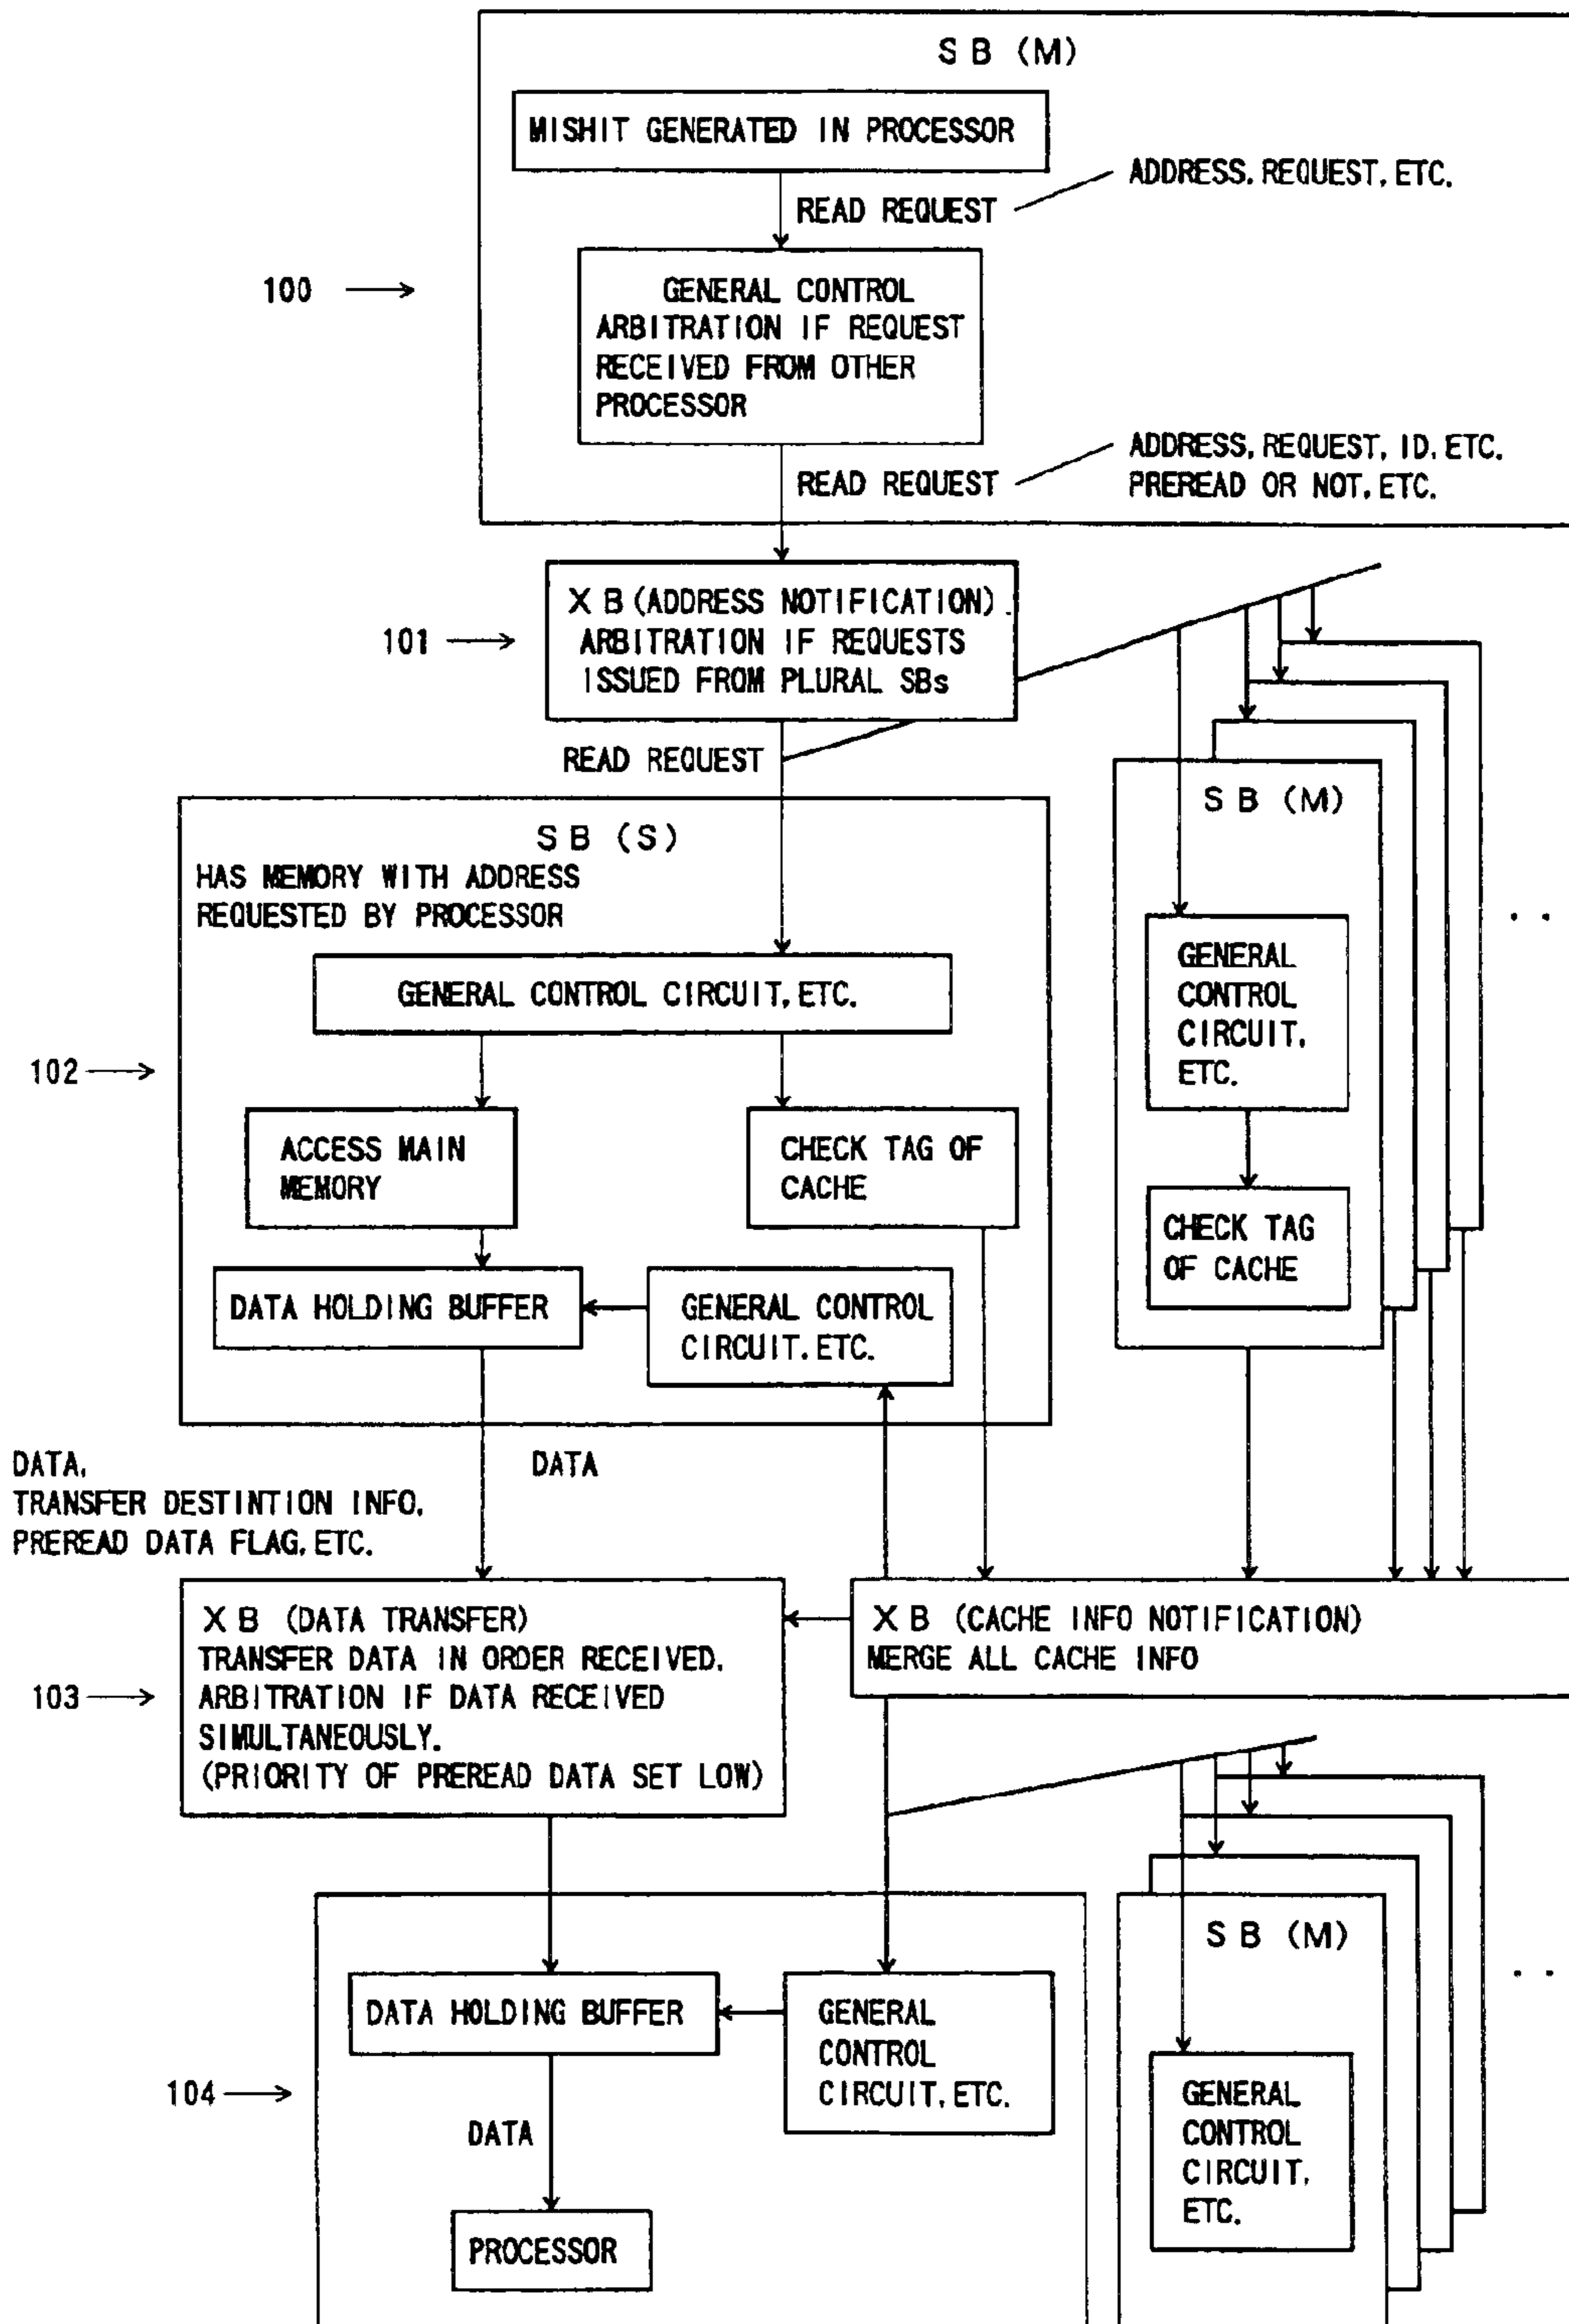 S B (M)
MISHIT GENERATED IN PROCESSOR
ADDRESS, REQUEST, ETC.
READ REQUEST
100
GENERAL CONTROL
ARBITRATION IF REQUEST
RECEIVED FROM OTHER
PROCESSOR
ADDRESS, REQUEST, ID, ETC.
PREREAD OR NOT, ETC.
READ REQUEST
101
X B (ADDRESS NOTIFICATION)
ARBITRATION IF REQUESTS
ISSUED FROM PLURAL SBs
READ REQUEST
S B (S)
HAS MEMORY WITH ADDRESS
REQUESTED BY PROCESSOR
GENERAL CONTROL CIRCUIT, ETC.
102
ACCESS MAIN
MEMORY
CHECK TAG OF
CACHE
DATA HOLDING BUFFER
GENERAL CONTROL
CIRCUIT, ETC.
S B (M)
GENERAL
CONTROL
CIRCUIT,
ETC.
CHECK TAG
OF CACHE
. .
DATA,
TRANSFER DESTINTION INFO,
PREREAD DATA FLAG, ETC.
DATA
103
X B (DATA TRANSFER)
TRANSFER DATA IN ORDER RECEIVED.
ARBITRATION IF DATA RECEIVED
SIMULTANEOUSLY.
(PRIORITY OF PREREAD DATA SET LOW)
X B (CACHE INFO NOTIFICATION)
MERGE ALL CACHE INFO
104
DATA HOLDING BUFFER
GENERAL
CONTROL
CIRCUIT, ETC.
DATA
PROCESSOR
S B (M)
GENERAL
CONTROL
CIRCUIT,
ETC.
. .